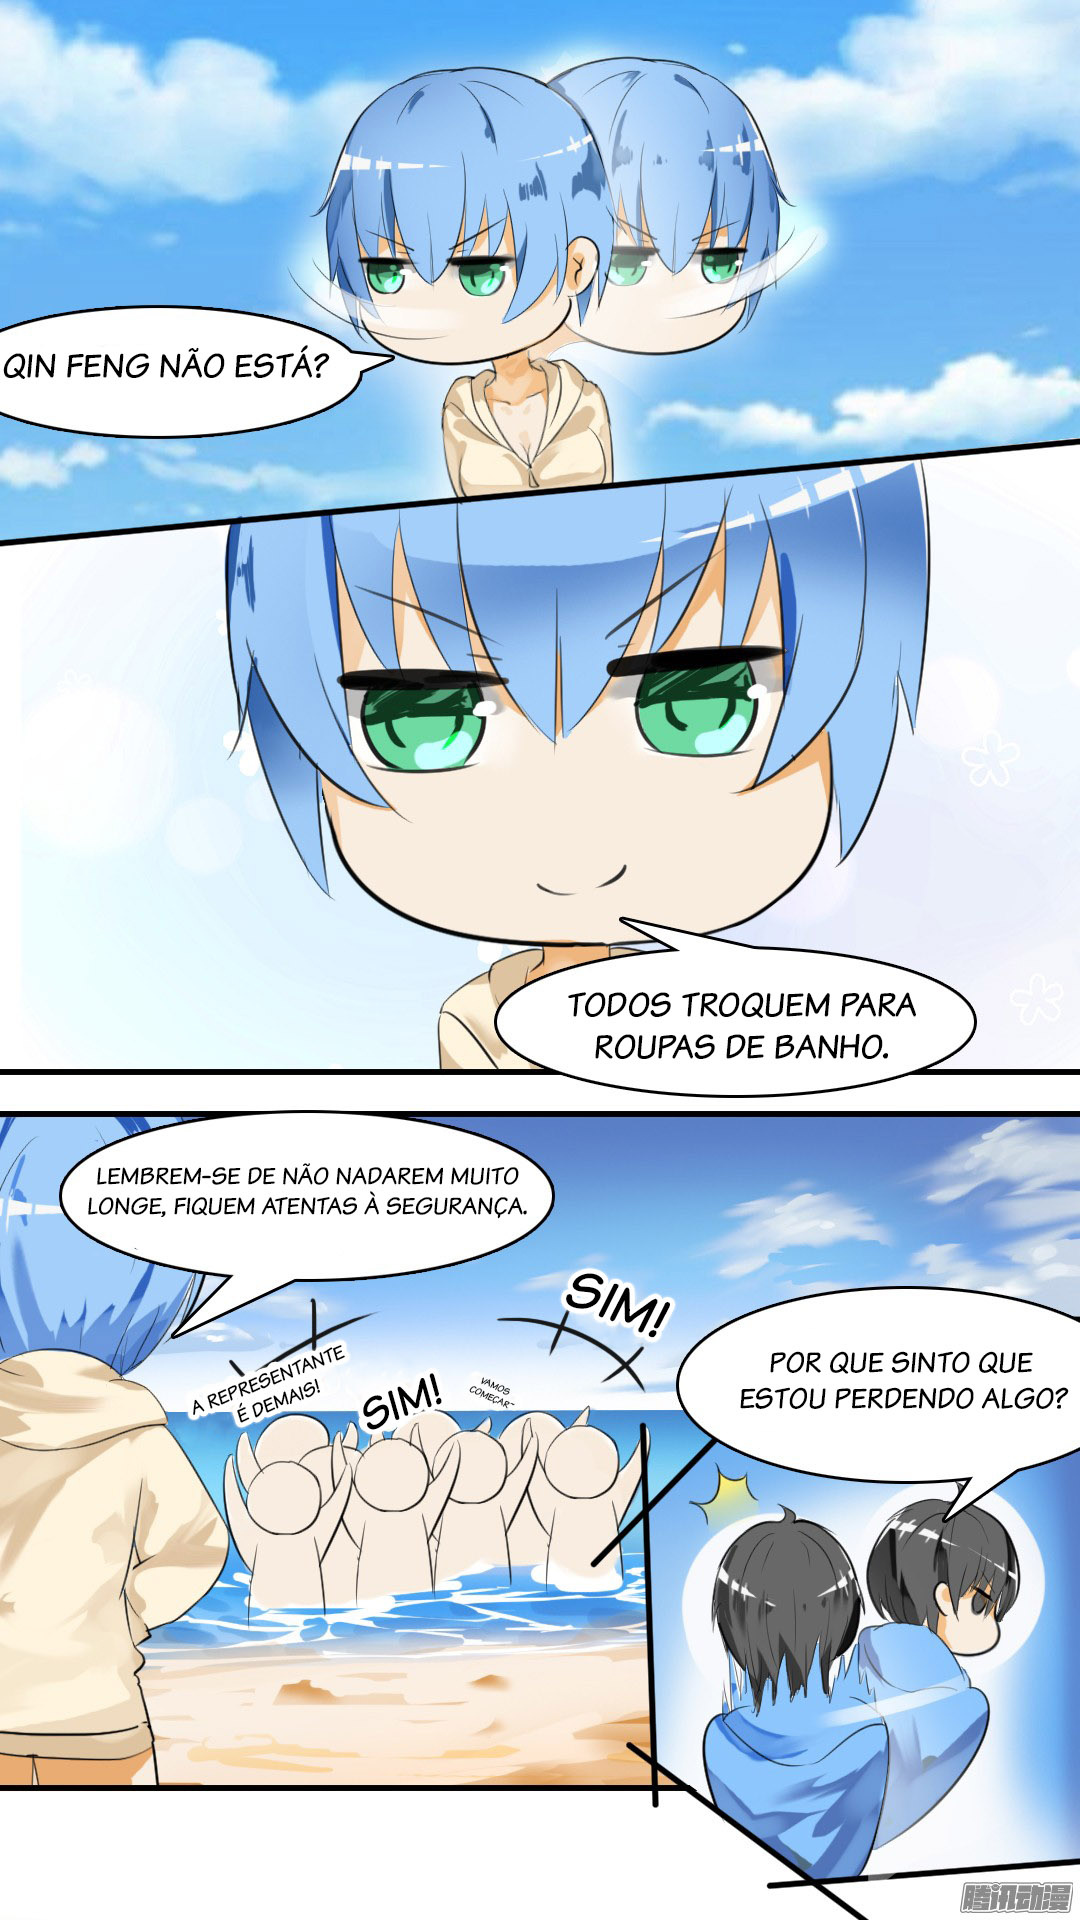 QIN FENG NÃO ESTÁ?
TODOS TROQUEM PARA
ROUPAS DE BANHO.
LEMBREM-SE DE NÃO NADAREM MUITO
LONGE, FIQUEM ATENTAS À SEGURANÇA.
SIM!
A REPRESENTANTE
É DEMAIS!
SIM!
VAMOS
COMEÇAR~
POR QUE SINTO QUE
ESTOU PERDENDO ALGO?
腾讯动漫